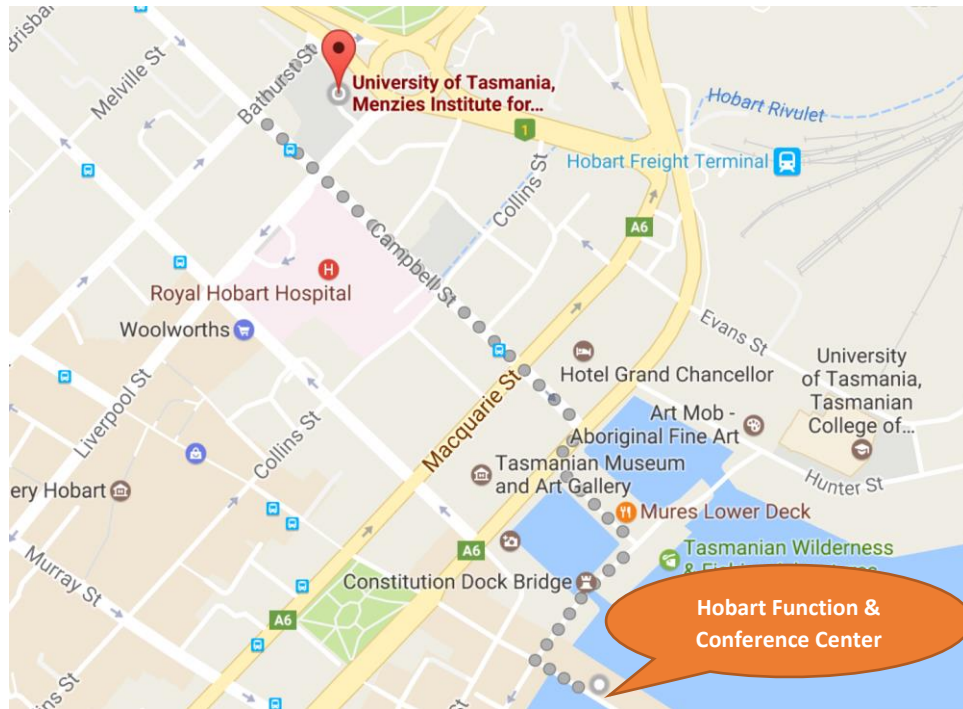 Brisban
Melville St
Bathurst St
University of Tasmania,
Menzies Institute for...
1
Hobart Rivulet
Hobart Freight Terminal
Collins St
A6
Campbell St
H
Royal Hobart Hospital
Woolworths
Evans St
University
of Tasmania,
Tasmanian
College of...
Hotel Grand Chancellor
Art Mob -
Aboriginal Fine Art
Liverpool St
Macquarie St
Collins St
Tasmanian Museum
and Art Gallery
Hunter St
ery Hobart
Mures Lower Deck
Tasmanian Wilderness
A6
Murray St
Constitution Dock Bridge
Hobart Function &
Conference Center
A6
ins St